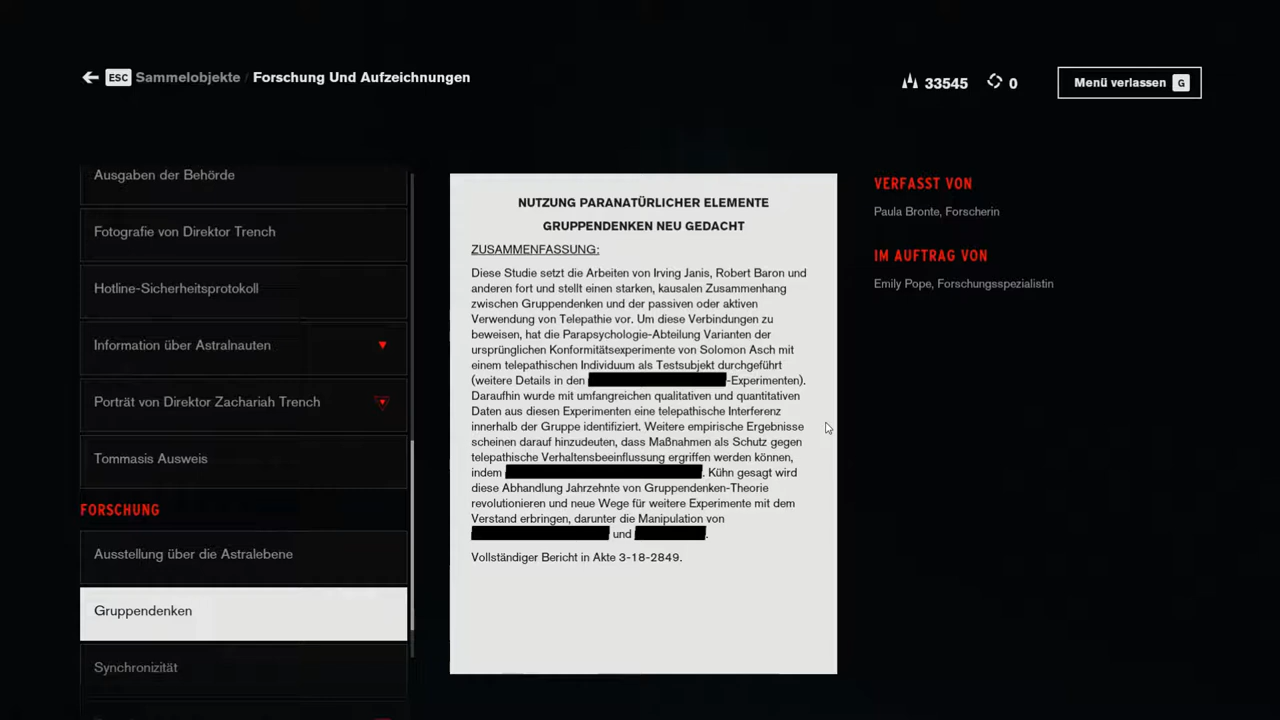 ESC Sammelobjekte / Forschung Und Aufzeichnungen
33545 0 Menü verlassen G
Ausgaben der Behörde
Fotografie von Direktor Trench
Hotline-Sicherheitsprotokoll
Information über Astralnauten
Porträt von Direktor Zachariah Trench
Tommasis Ausweis
FORSCHUNG
Ausstellung über die Astralebene
Gruppendenken
Synchronizität
NUTZUNG PARANATÜRLICHER ELEMENTE
GRUPPENDENKEN NEU GEDACHT
ZUSAMMENFASSUNG:
Diese Studie setzt die Arbeiten von Irving Janis, Robert Baron und
anderen fort und stellt einen starken, kausalen Zusammenhang
zwischen Gruppendenken und der passiven oder aktiven
Verwendung von Telepathie vor. Um diese Verbindungen zu
beweisen, hat die Parapsychologie-Abteilung Varianten der
ursprünglichen Konformitätsexperimente von Solomon Asch mit
einem telepathischen Individuum als Testsubjekt durchgeführt
(weitere Details in den -Experimenten).
Daraufhin wurde mit umfangreichen qualitativen und quantitativen
Daten aus diesen Experimenten eine telepathische Interferenz
innerhalb der Gruppe identifiziert. Weitere empirische Ergebnisse
scheinen darauf hinzudeuten, dass Maßnahmen als Schutz gegen
telepathische Verhaltensbeeinflussung ergriffen werden können,
indem . Kühn gesagt wird
diese Abhandlung Jahrzehnte von Gruppendenken-Theorie
revolutionieren und neue Wege für weitere Experimente mit dem
Verstand erbringen, darunter die Manipulation von
und .
Vollständiger Bericht in Akte 3-18-2849.
VERFASST VON
Paula Bronte, Forscherin
IM AUFTRAG VON
Emily Pope, Forschungsspezialistin